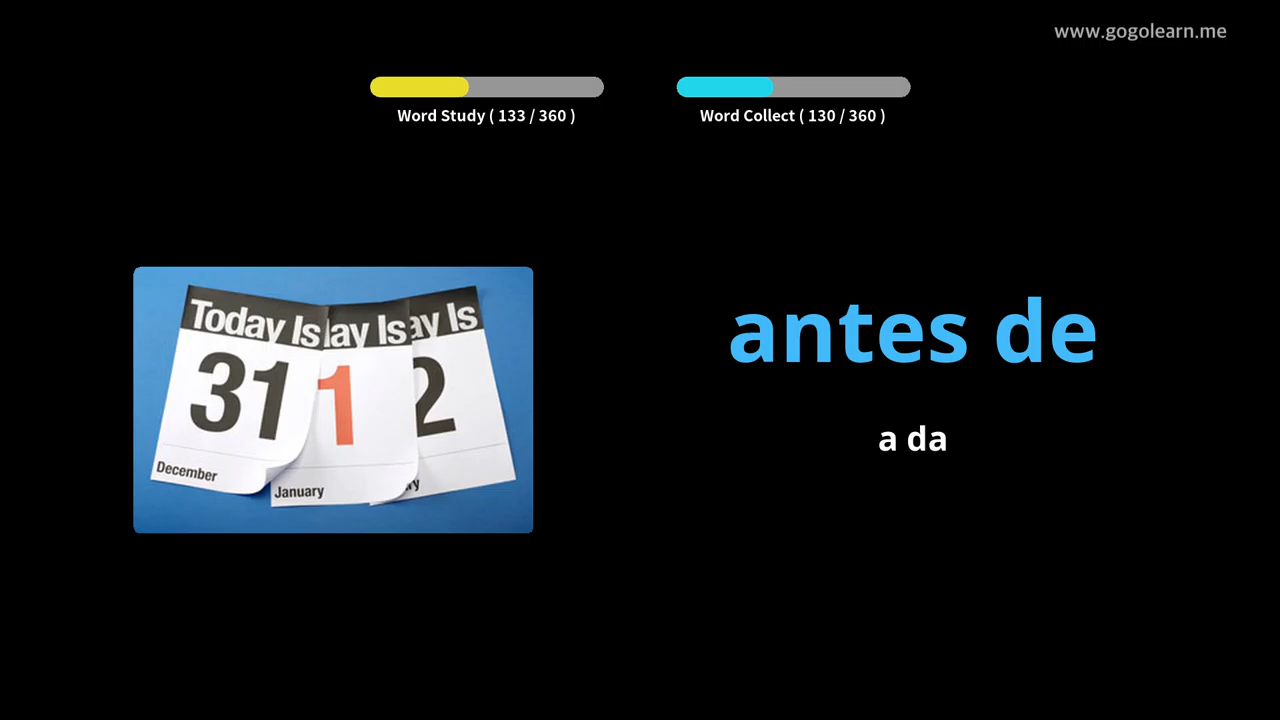 www.gogolearn.me
Word Study ( 133 / 360 )
Word Collect ( 130 / 360 )
Today Is
ay Is
ay Is
31
1
2
December
January
ry
antes de
a da